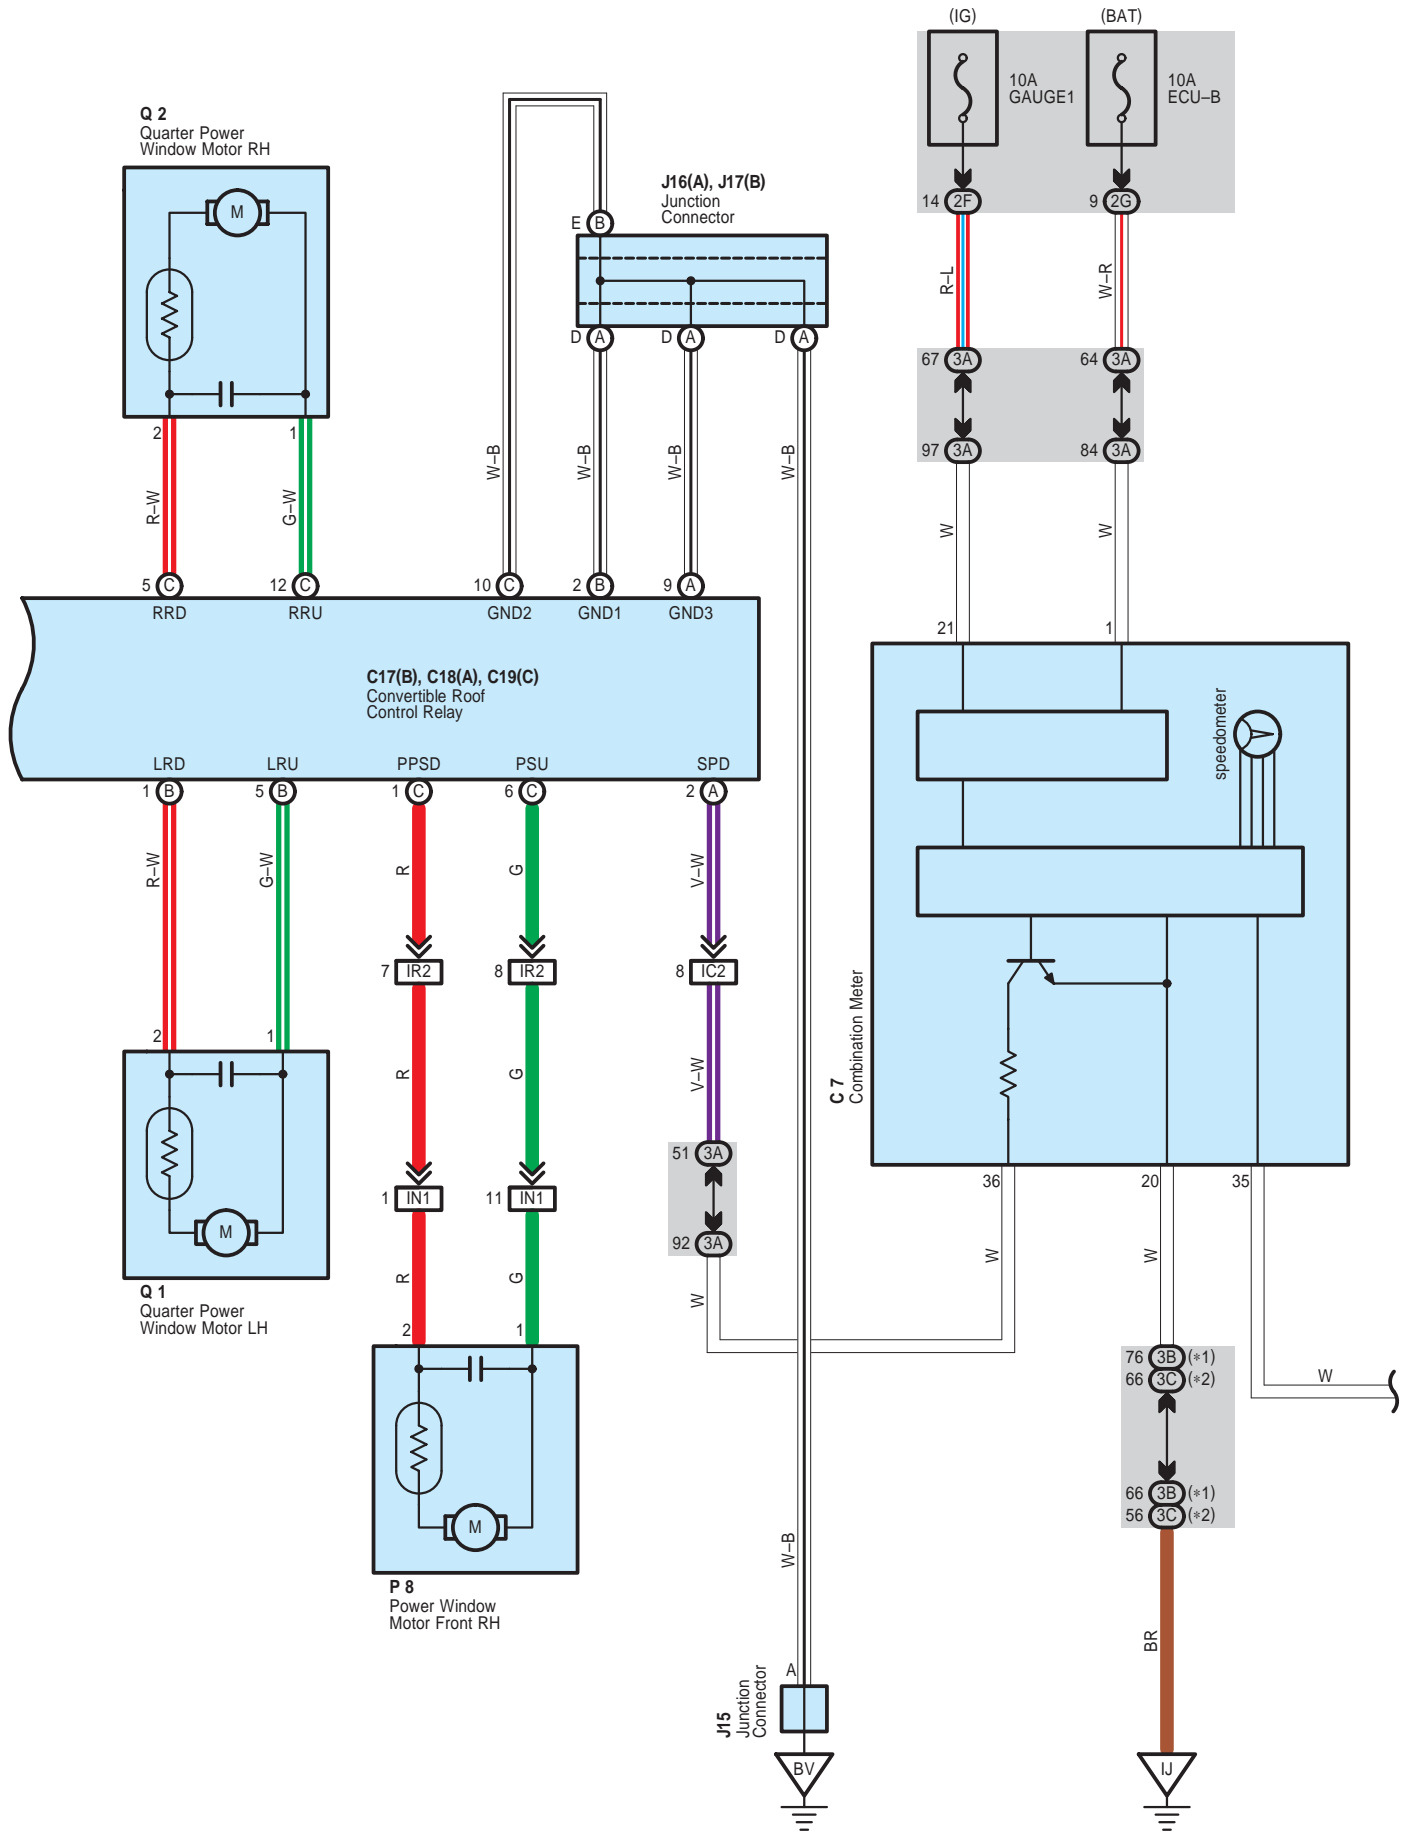 (IG)
(BAT)
10A
GAUGE1
10A
ECU–B
14 2F
9 2G
R–L
W–R
67 3A
64 3A
97 3A
84 3A
W
W
21
1
Q 2
Quarter Power
Window Motor RH
M
2
1
R–W
G–W
J16(A), J17(B)
Junction
Connector
E B
D A
D A
D A
W–B
W–B
W–B
W–B
5 C
12 C
10 C
2 B
9 A
RRD
RRU
GND2
GND1
GND3
C17(B), C18(A), C19(C)
Convertible Roof
Control Relay
LRD
LRU
PPSD
PSU
SPD
1 B
5 B
1 C
6 C
2 A
R–W
G–W
R
G
V–W
7 IR2
8 IR2
8 IC2
2
1
R
G
V–W
M
Q 1
Quarter Power
Window Motor LH
1 IN1
11 IN1
51 3A
92 3A
R
G
W
2
1
M
P 8
Power Window
Motor Front RH
speedometer
C 7
Combination Meter
36
20
35
W
W
W
76 3B (*1)
66 3C (*2)
66 3B (*1)
56 3C (*2)
W–B
BR
A
J15
Junction
Connector
BV
IJ